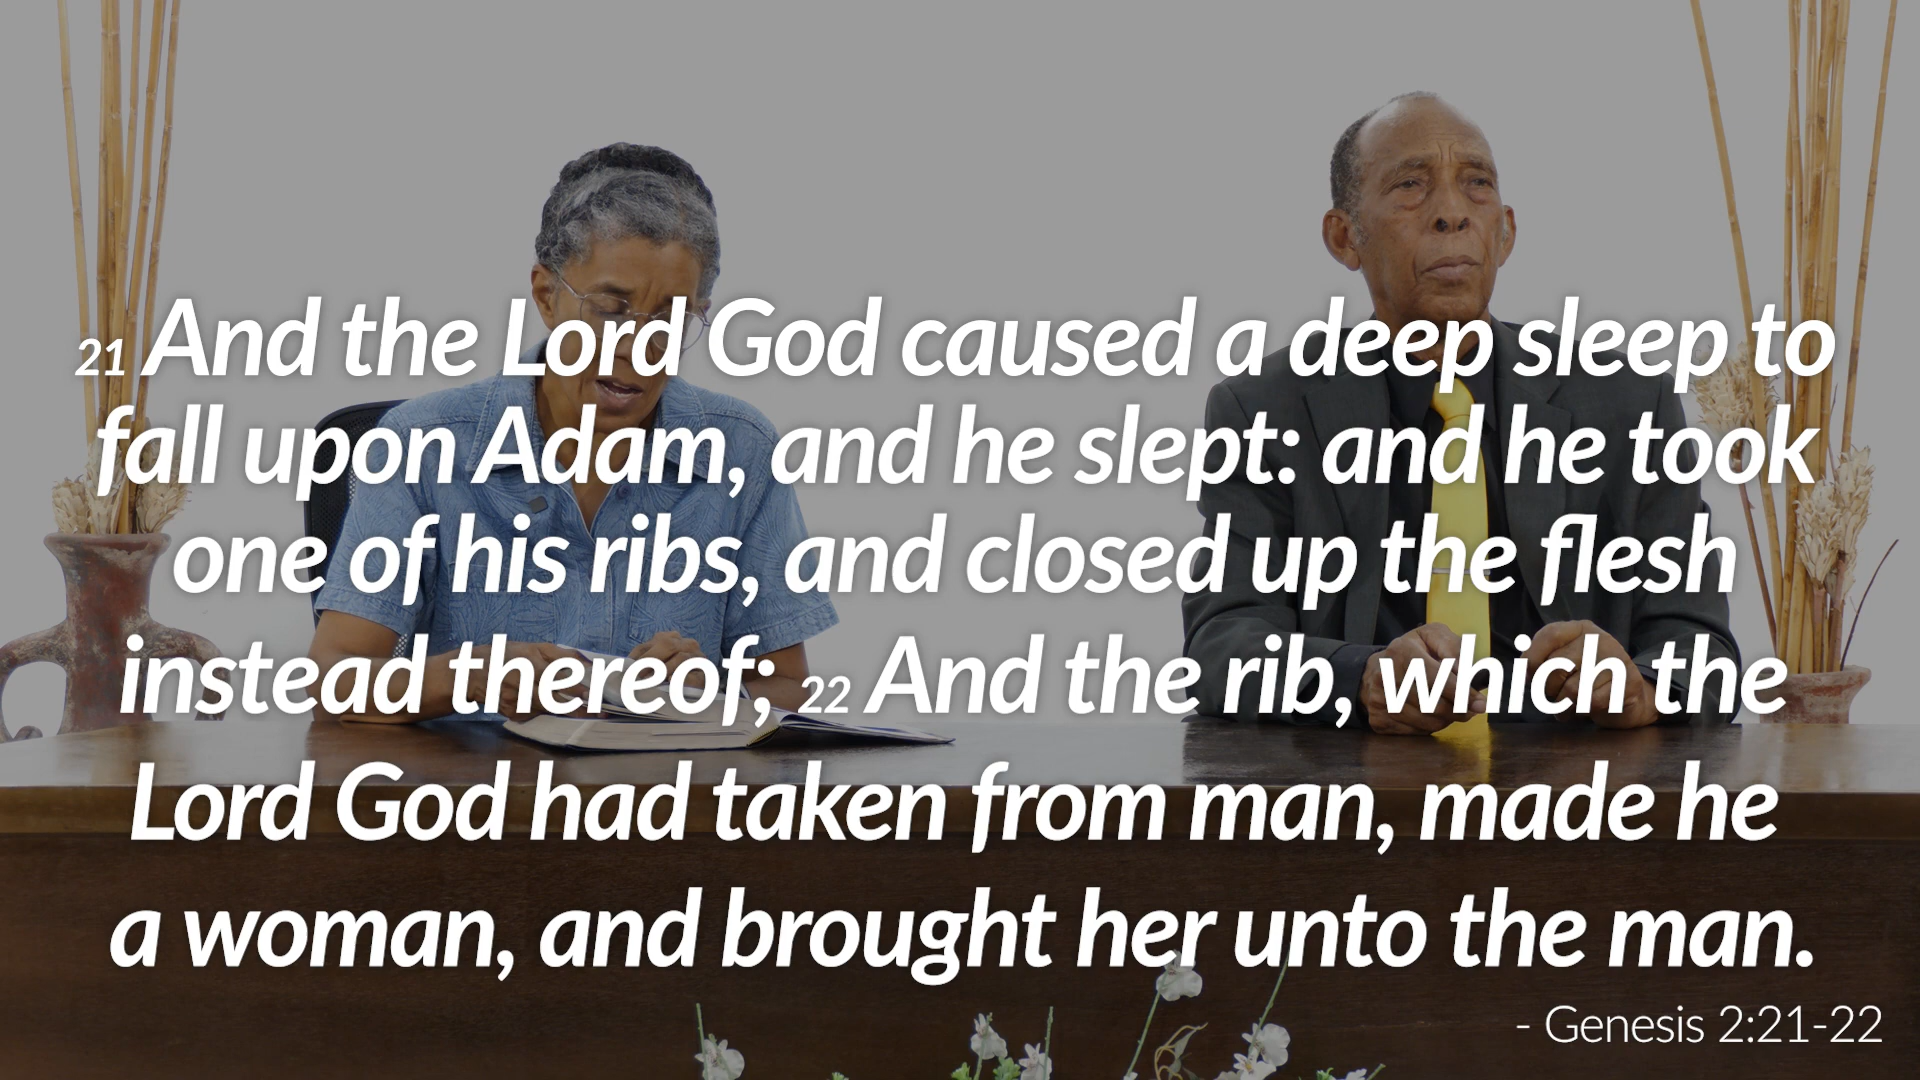 21 And the Lord God caused a deep sleep to
fall upon Adam, and he slept: and he took
one of his ribs, and closed up the flesh
instead thereof; 22 And the rib, which the
Lord God had taken from man, made he
a woman, and brought her unto the man.
- Genesis 2:21-22